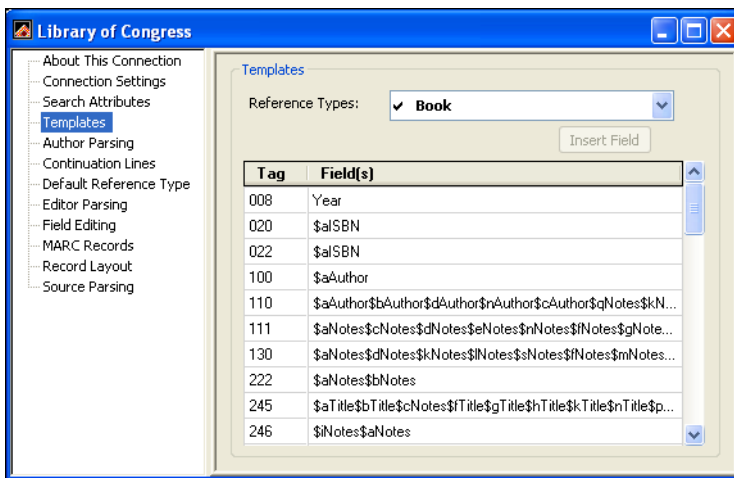 Library of Congress
About This Connection
Connection Settings
Search Attributes
Templates
Author Parsing
Continuation Lines
Default Reference Type
Editor Parsing
Field Editing
MARC Records
Record Layout
Source Parsing
Templates
Reference Types: Book
Insert Field
Tag Field(s)
008 Year
020 $aISBN
022 $aISBN
100 $aAuthor
110 $aAuthor$bAuthor$dAuthor$nAuthor$cAuthor$qNotes$kN...
111 $aNotes$cNotes$dNotes$eNotes$nNotes$fNotes$gNote...
130 $aNotes$dNotes$kNotes$lNotes$sNotes$fNotes$mNotes...
222 $aNotes$bNotes
245 $aTitle$bTitle$cNotes$fTitle$gTitle$hTitle$kTitle$nTitle$p...
246 $iNotes$aNotes